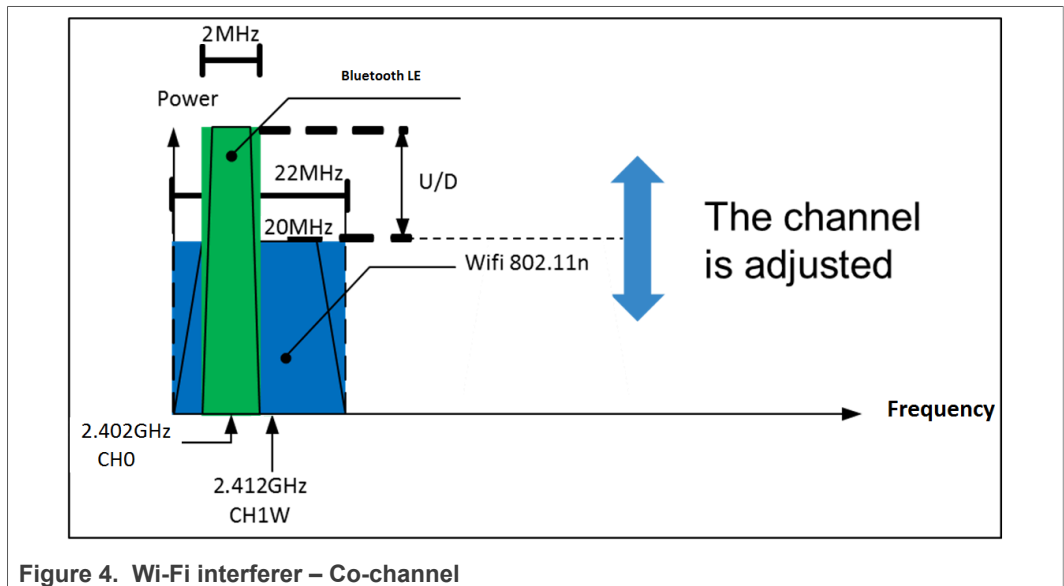 2MHz
Bluetooth LE
Power
22MHz
U/D
20MHz
The channel
is adjusted
Wifi 802.11n
Frequency
2.402GHz
CH0
2.412GHz
CH1W
Figure 4. Wi-Fi interferer – Co-channel